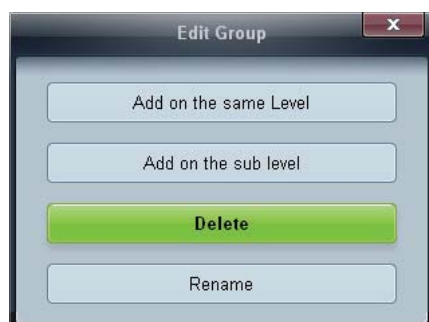 Edit Group
x
Add on the same Level
Add on the sub level
Delete
Rename